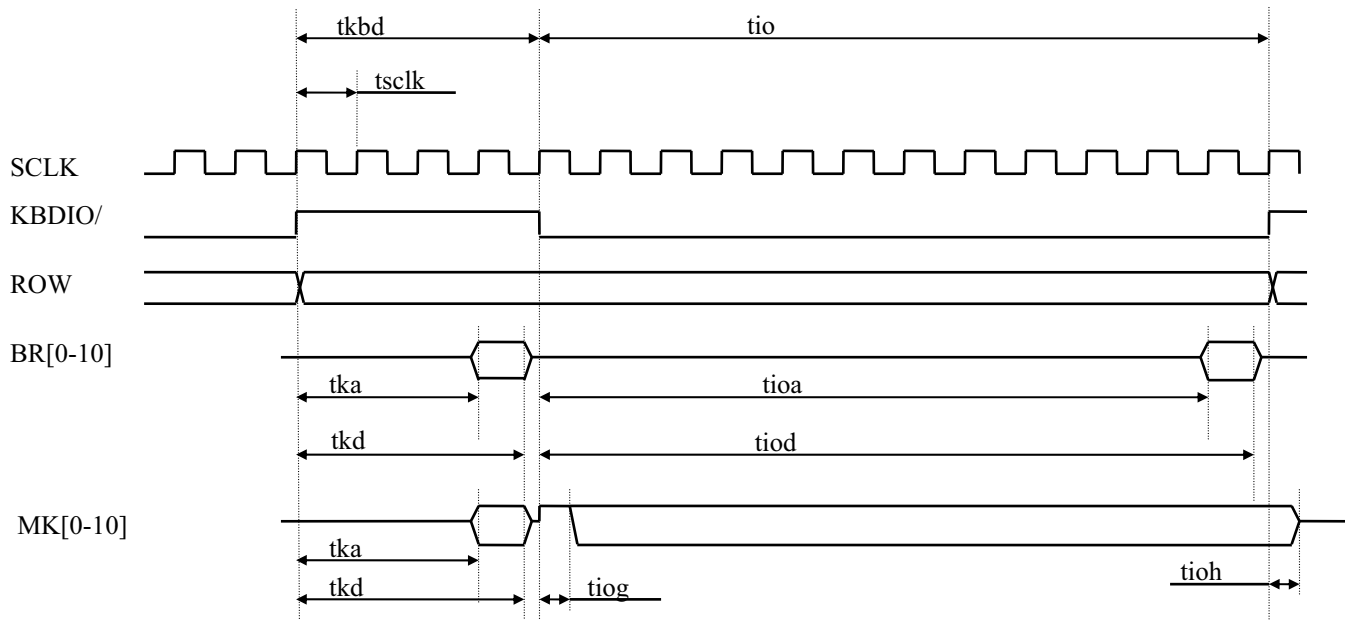 tkbd tio
tsclk
SCLK
KBDIO/
ROW
BR[0-10]
tka tioa
tkd tiod
MK[0-10]
tka
tkd tiog tioh